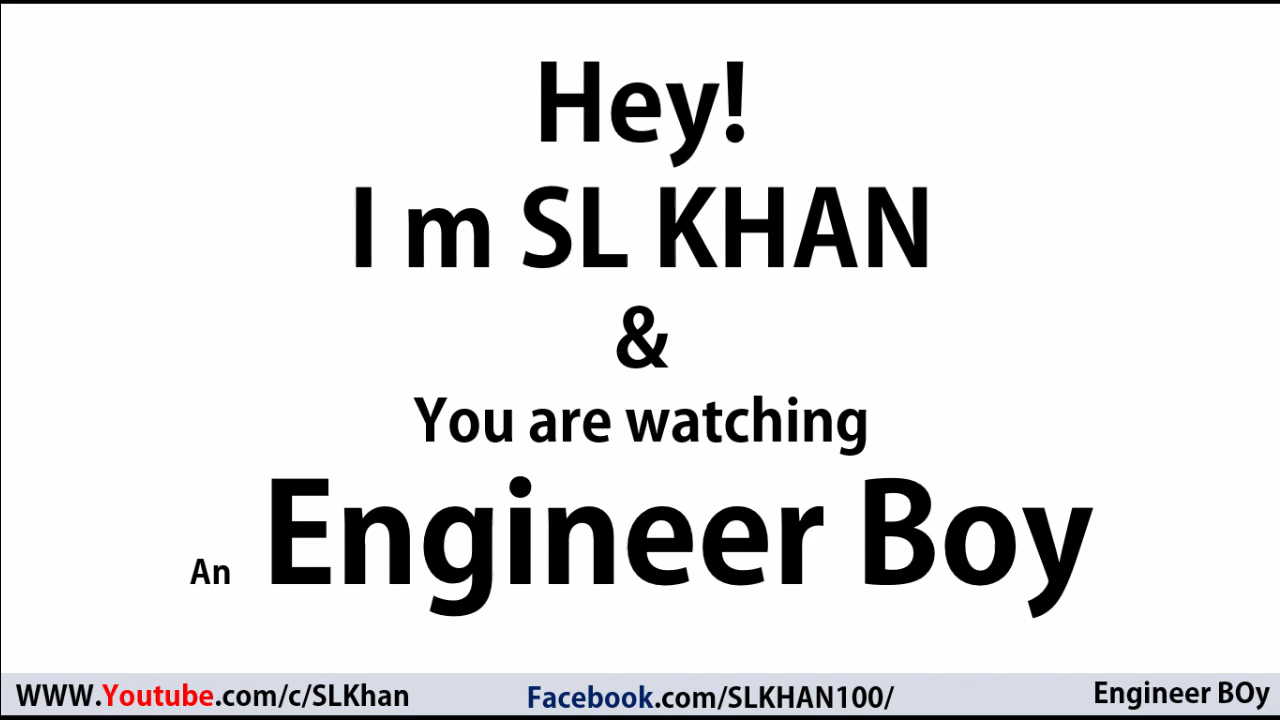 Hey!
I m SL KHAN
&
You are watching
An Engineer Boy
WWW.Youtube.com/c/SLKhan
Facebook.com/SLKHAN100/
Engineer BOy